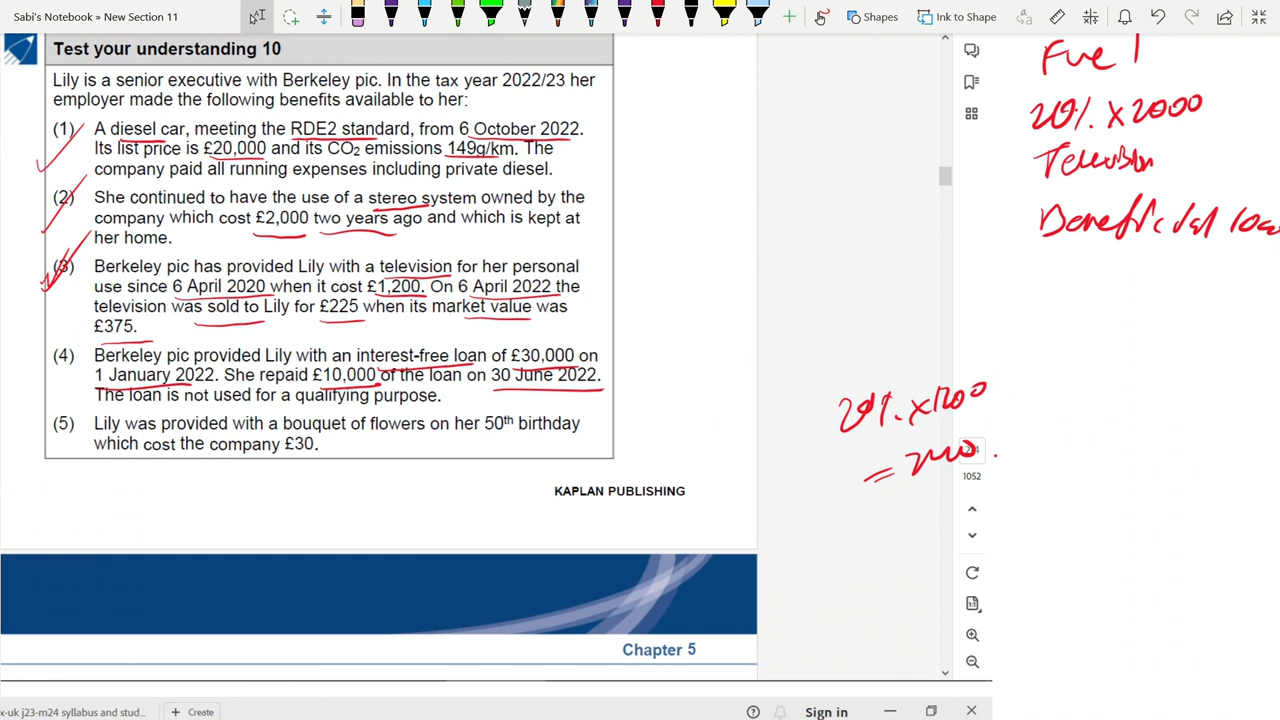 Sabi's Notebook » New Section 11
Shapes
Ink to Shape
Test your understanding 10
Lily is a senior executive with Berkeley pic. In the tax year 2022/23 her
employer made the following benefits available to her:
(1) A diesel car, meeting the RDE2 standard, from 6 October 2022.
Its list price is £20,000 and its CO₂ emissions 149g/km. The
company paid all running expenses including private diesel.
(2) She continued to have the use of a stereo system owned by the
company which cost £2,000 two years ago and which is kept at
her home.
(3) Berkeley pic has provided Lily with a television for her personal
use since 6 April 2020 when it cost £1,200. On 6 April 2022 the
television was sold to Lily for £225 when its market value was
£375.
(4) Berkeley pic provided Lily with an interest-free loan of £30,000 on
1 January 2022. She repaid £10,000 of the loan on 30 June 2022.
The loan is not used for a qualifying purpose.
(5) Lily was provided with a bouquet of flowers on her 50th birthday
which cost the company £30.
KAPLAN PUBLISHING
Chapter 5
Fuel
20% x 2000
Television
20% x 1200
1052
x-uk j23-m24 syllabus and stud...
Create
Sign in